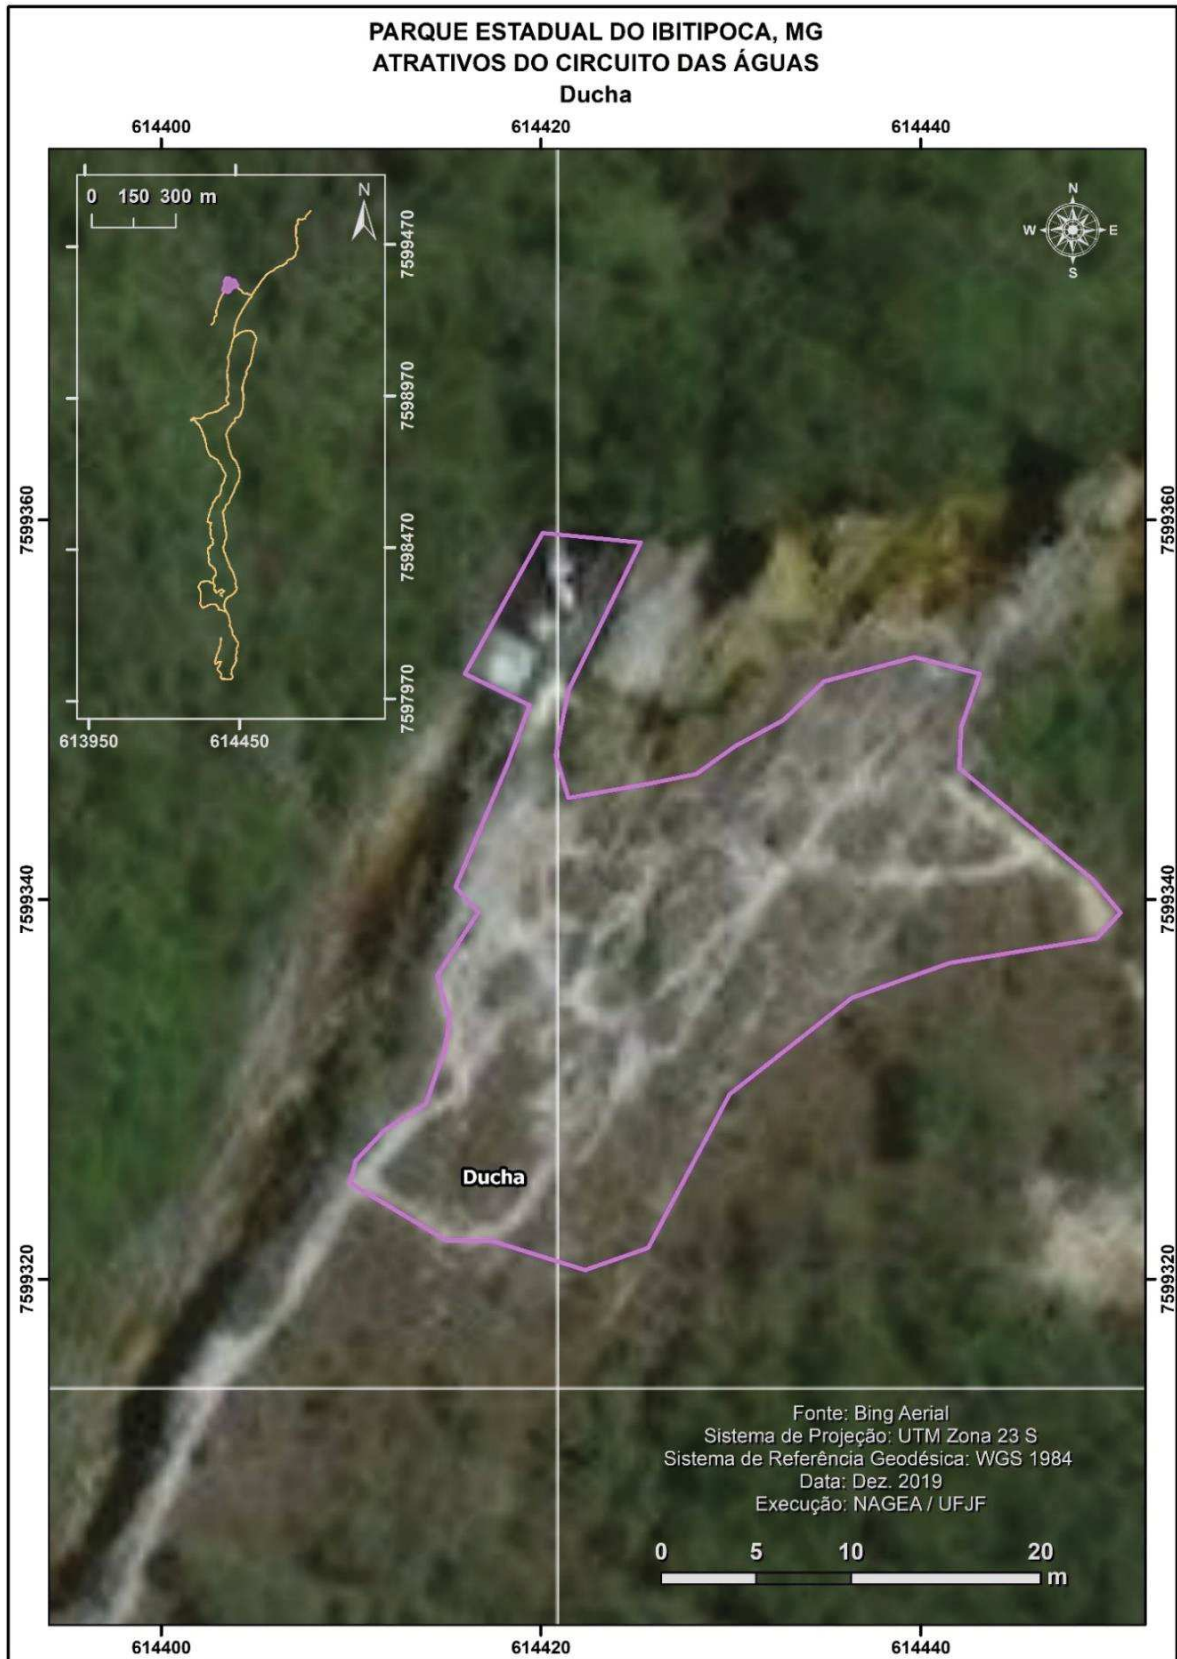 PARQUE ESTADUAL DO IBITIPOCA, MG
ATRATIVOS DO CIRCUITO DAS ÁGUAS
Ducha
614400
614420
614440
0 150 300 m
N
7599470
7598970
7598470
7597970
613950
614450
N
W
E
S
7599360
7599360
7599340
7599340
Ducha
7599320
7599320
Fonte: Bing Aerial
Sistema de Projeção: UTM Zona 23 S
Sistema de Referência Geodésica: WGS 1984
Data: Dez. 2019
Execução: NAGEA / UFJF
0 5 10 20
m
614400
614420
614440